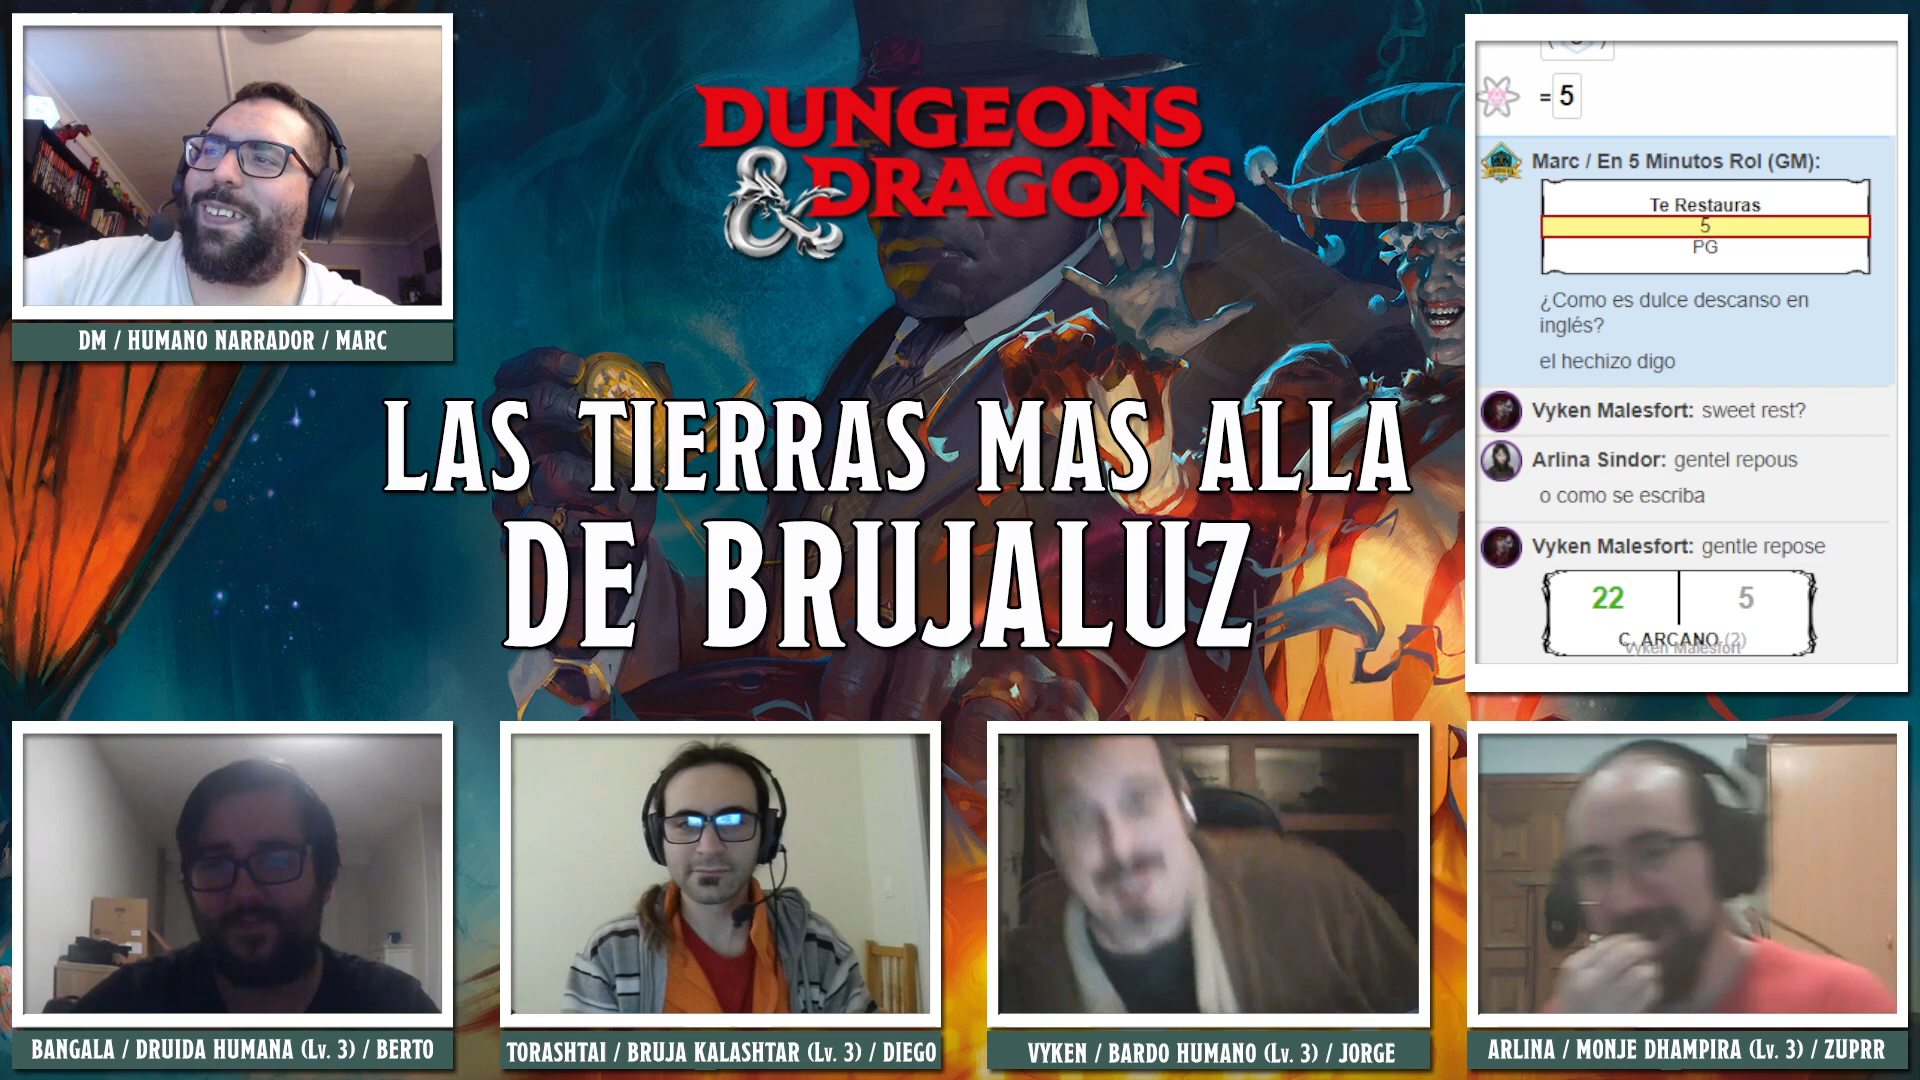 DUNGEONS
& DRAGONS
LAS TIERRAS MAS ALLA
DE BRUJALUZ
DM / HUMANO NARRADOR / MARC
=5
Marc / En 5 Minutos Rol (GM):
Te Restauras
5
PG
¿Como es dulce descanso en
inglés?
el hechizo digo
Vyken Malesfort: sweet rest?
Arlina Sindor: gentel repous
o como se escriba
Vyken Malesfort: gentle repose
22 5
C. ARCANO (2)
Vyken Malesfort
BANGALA / DRUIDA HUMANA (Lv. 3) / BERTO
TORASHTAI / BRUJA KALASHTAR (Lv. 3) / DIEGO
VYKEN / BARDO HUMANO (Lv. 3) / JORGE
ARLINA / MONJE DHAMPIRA (Lv. 3) / ZUPRR